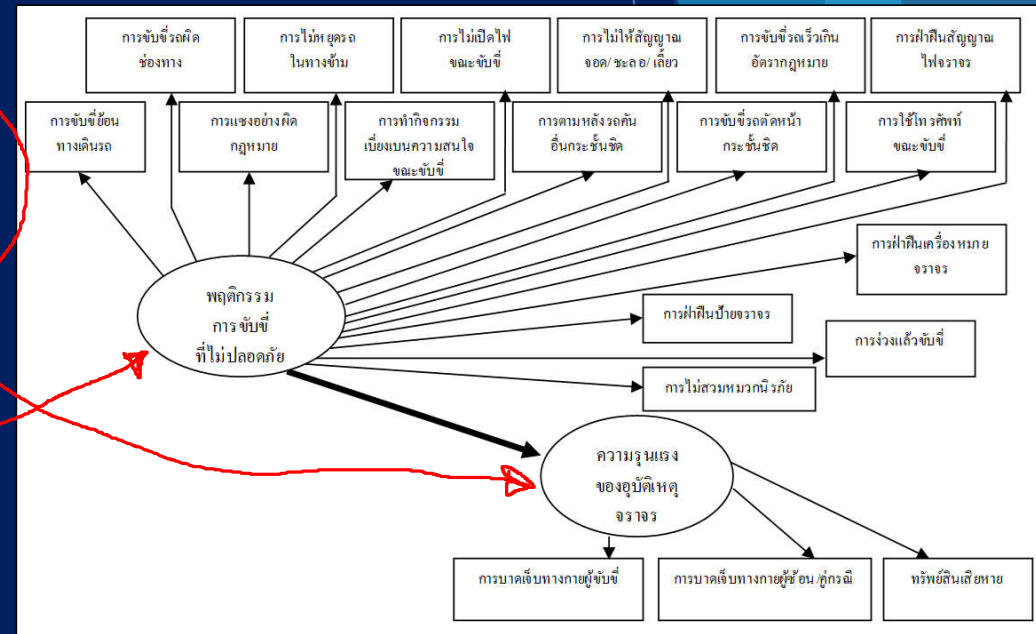 การขับขี่รถผิด
ช่องทาง
การไม่หยุดรถ
ในทางข้าม
การไม่เปิดไฟ
ขณะขับขี่
การไม่ให้สัญญาณ
จอด/ ชะลอ/ เลี้ยว
การขับขี่รถเร็วเกิน
อัตรากฎหมาย
การฝ่าฝืนสัญญาณ
ไฟจราจร
การขับขี่ย้อน
ทางเดินรถ
การแซงอย่างผิด
กฎหมาย
การทำกิจกรรม
เบี่ยงเบนความสนใจ
ขณะขับขี่
การตามหลังรถคัน
อื่นกระชั้นชิด
การขับขี่รถตัดหน้า
กระชั้นชิด
การใช้โทรศัพท์
ขณะขับขี่
การฝ่าฝืนเครื่องหมาย
จราจร
พฤติกรรม
การขับขี่
ที่ไม่ปลอดภัย
การฝ่าฝืนป้ายจราจร
การง่วงแล้วขับขี่
การไม่สวมหมวกนิรภัย
ความรุนแรง
ของอุบัติเหตุ
จราจร
การบาดเจ็บทางกายผู้ขับขี่
การบาดเจ็บทางกายผู้ซ้อน/คู่กรณี
ทรัพย์สินเสียหาย